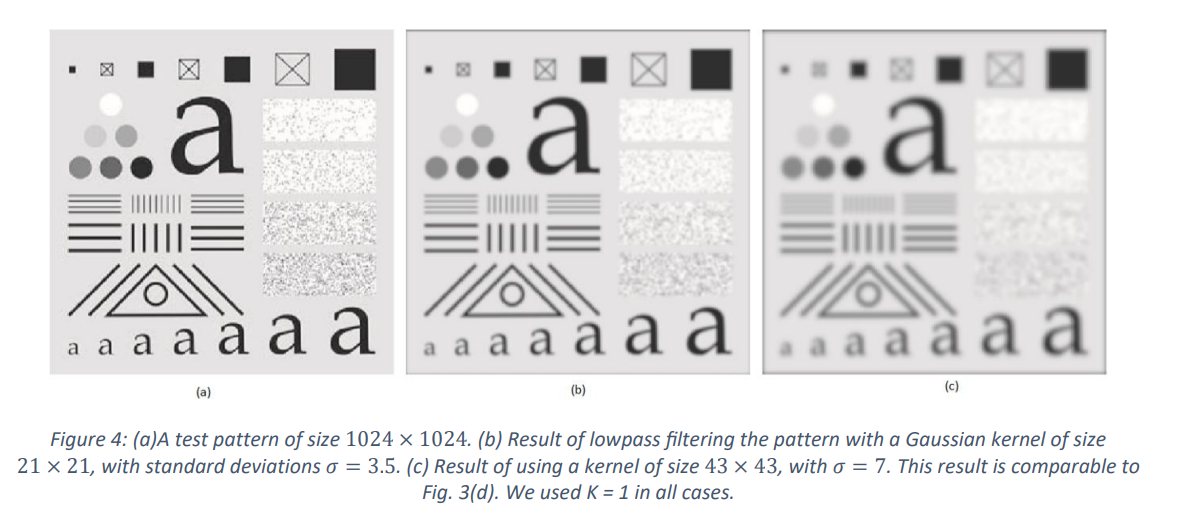 a
a a a a a a a
a
a a a a a a a
a
a a a a a a a
(a)
(b)
(c)
Figure 4: (a)A test pattern of size 1024 × 1024. (b) Result of lowpass filtering the pattern with a Gaussian kernel of size
21 × 21, with standard deviations σ = 3.5. (c) Result of using a kernel of size 43 × 43, with σ = 7. This result is comparable to
Fig. 3(d). We used K = 1 in all cases.